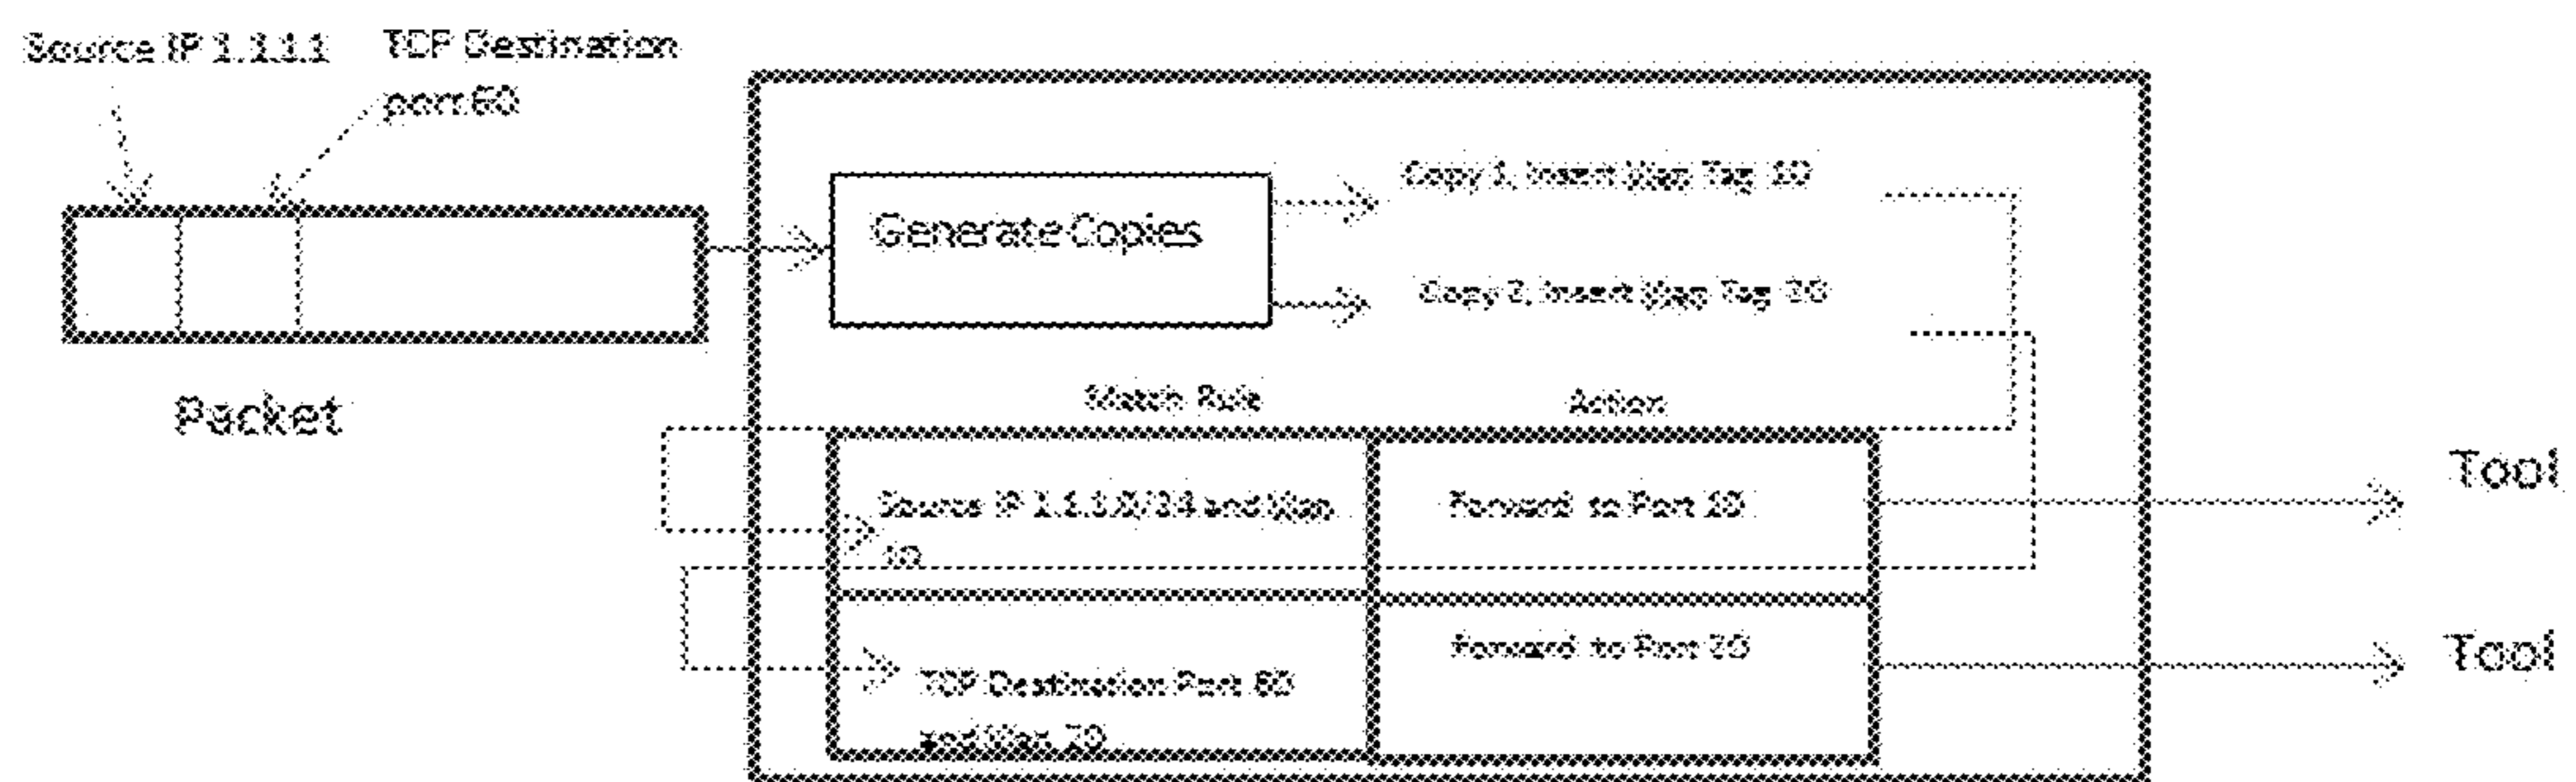 Source IP 1.1.1.1
TCP Destination
port 80
Packet
Generate Copies
Copy 1, Insert Vlan Tag 10
Copy 2, Insert Vlan Tag 20
Match Rule
Action
Source IP 1.1.1.0/24 and Vlan
10
Forward to Port 10
TCP Destination Port 80
and Vlan 20
Forward to Port 20
Tool
Tool